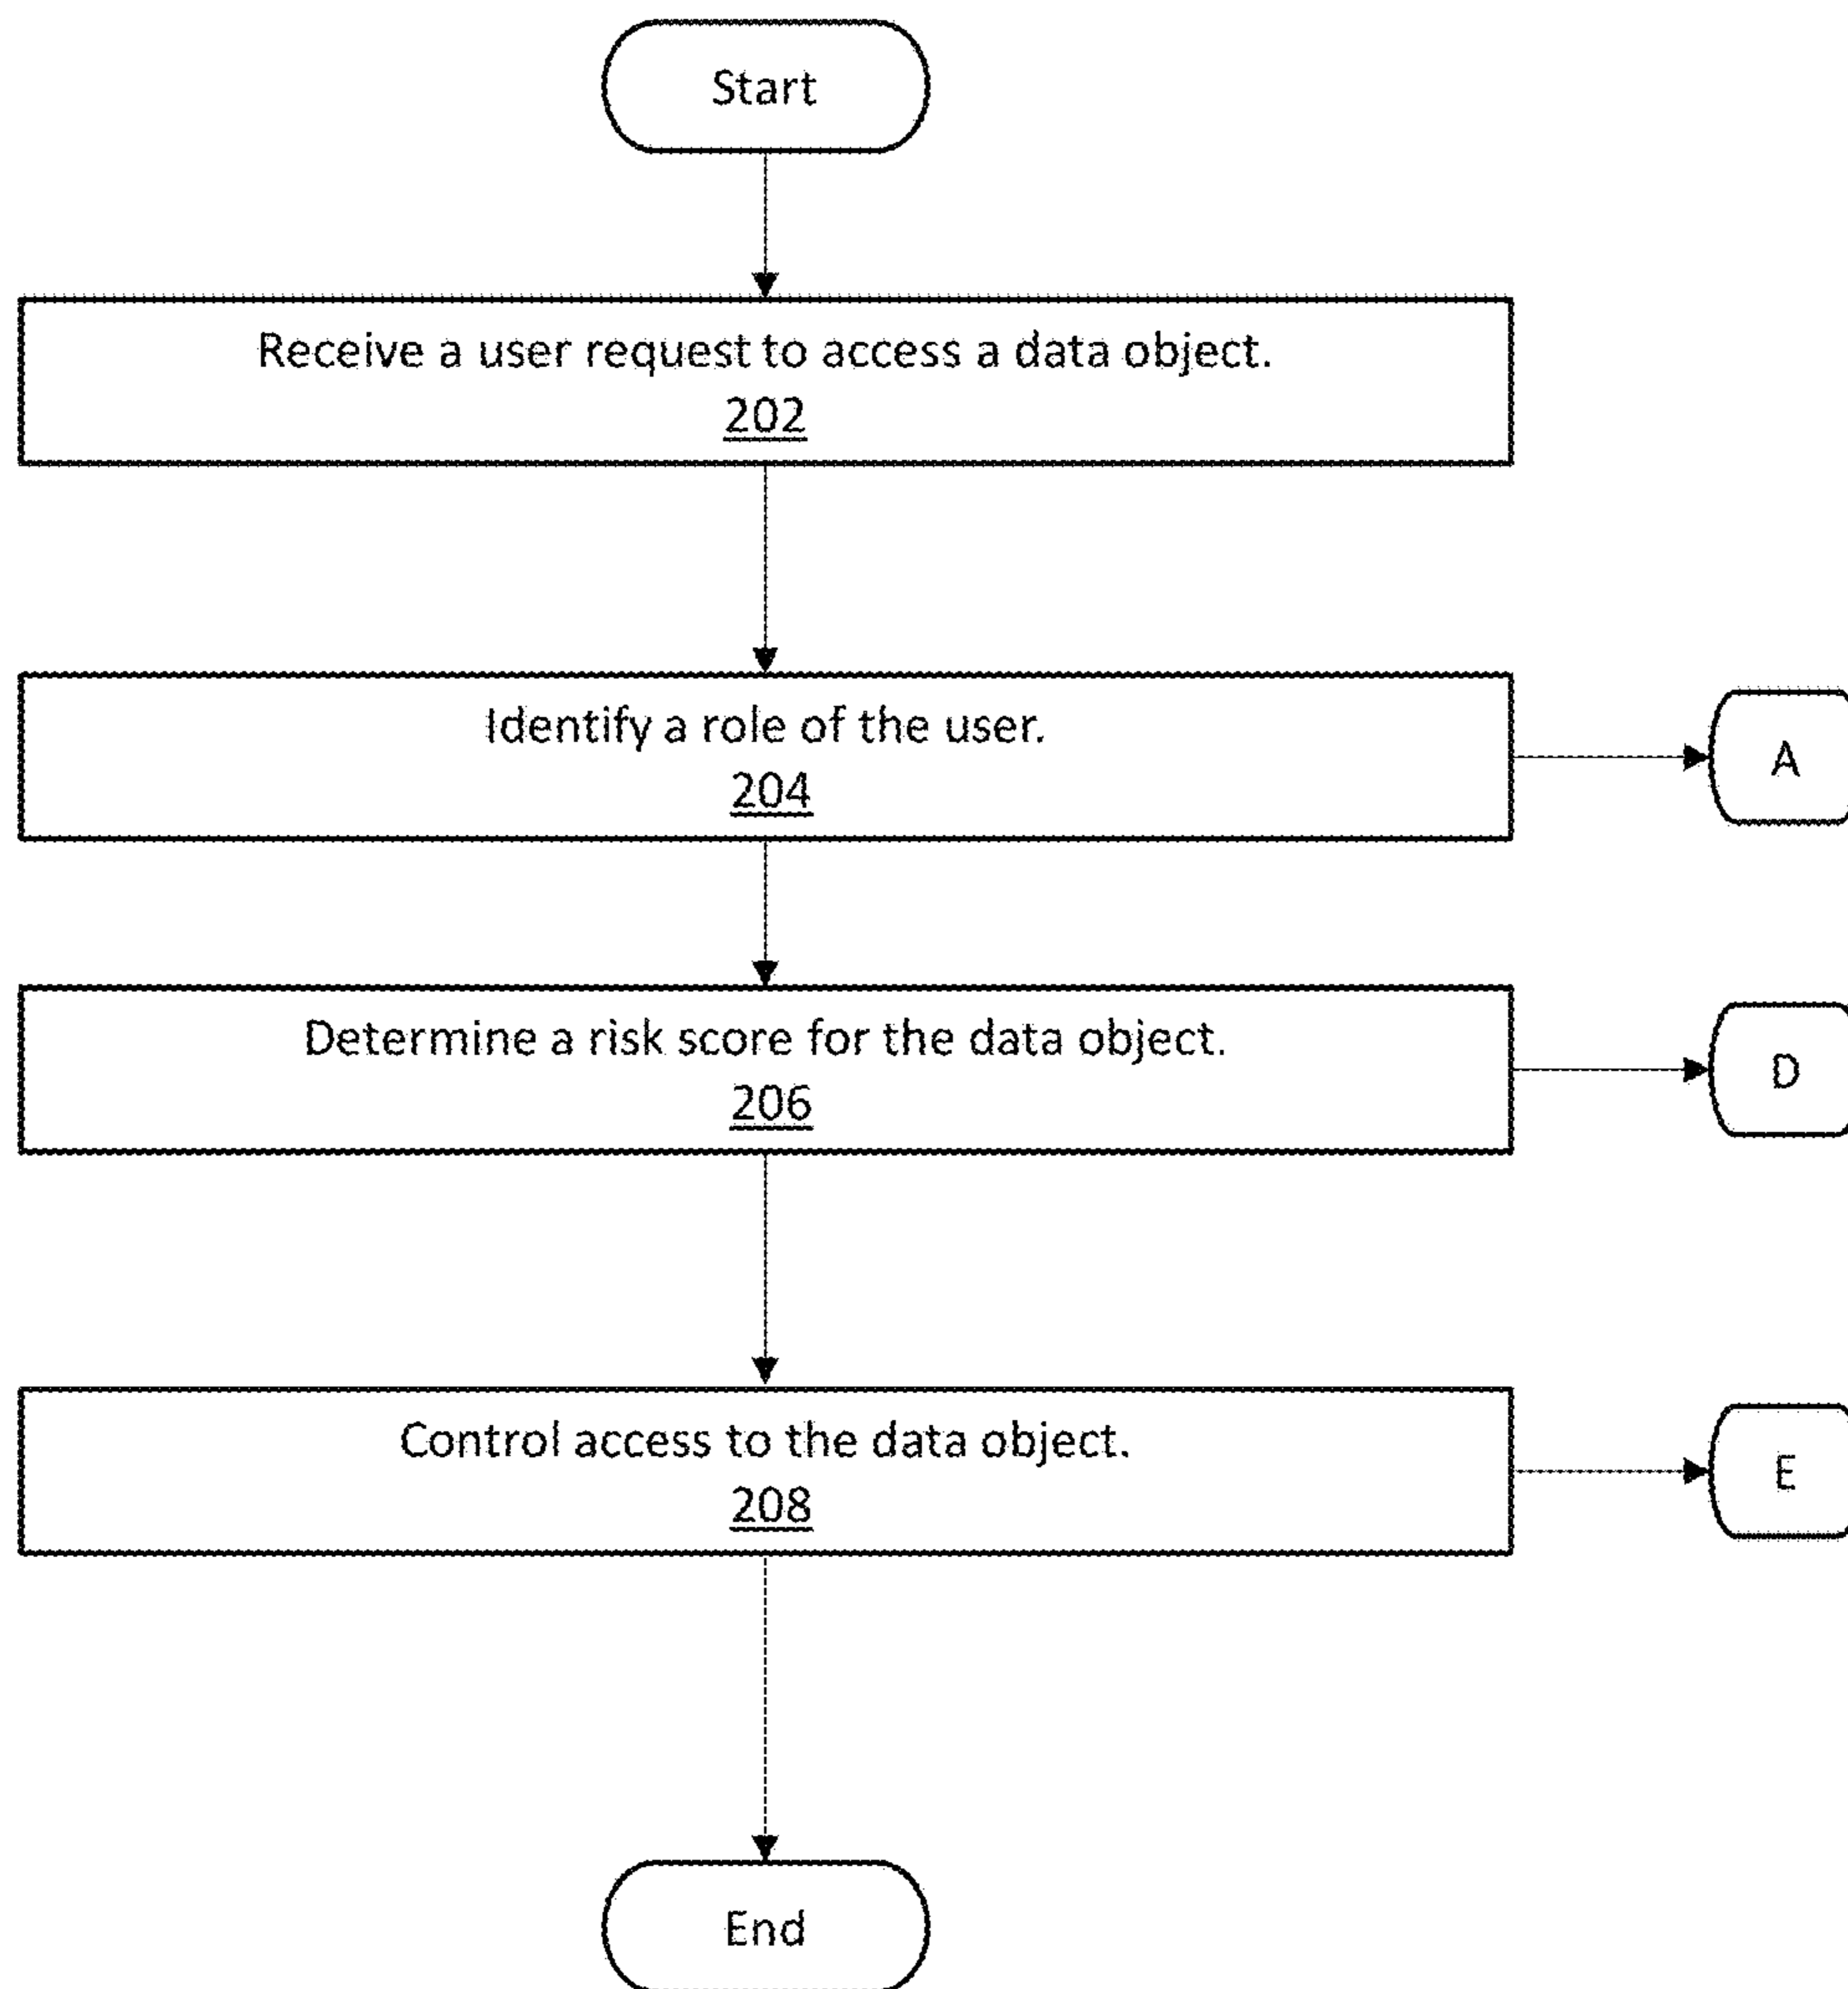 Start
Receive a user request to access a data object.
202
Identify a role of the user.
204
A
Determine a risk score for the data object.
206
D
Control access to the data object.
208
E
End